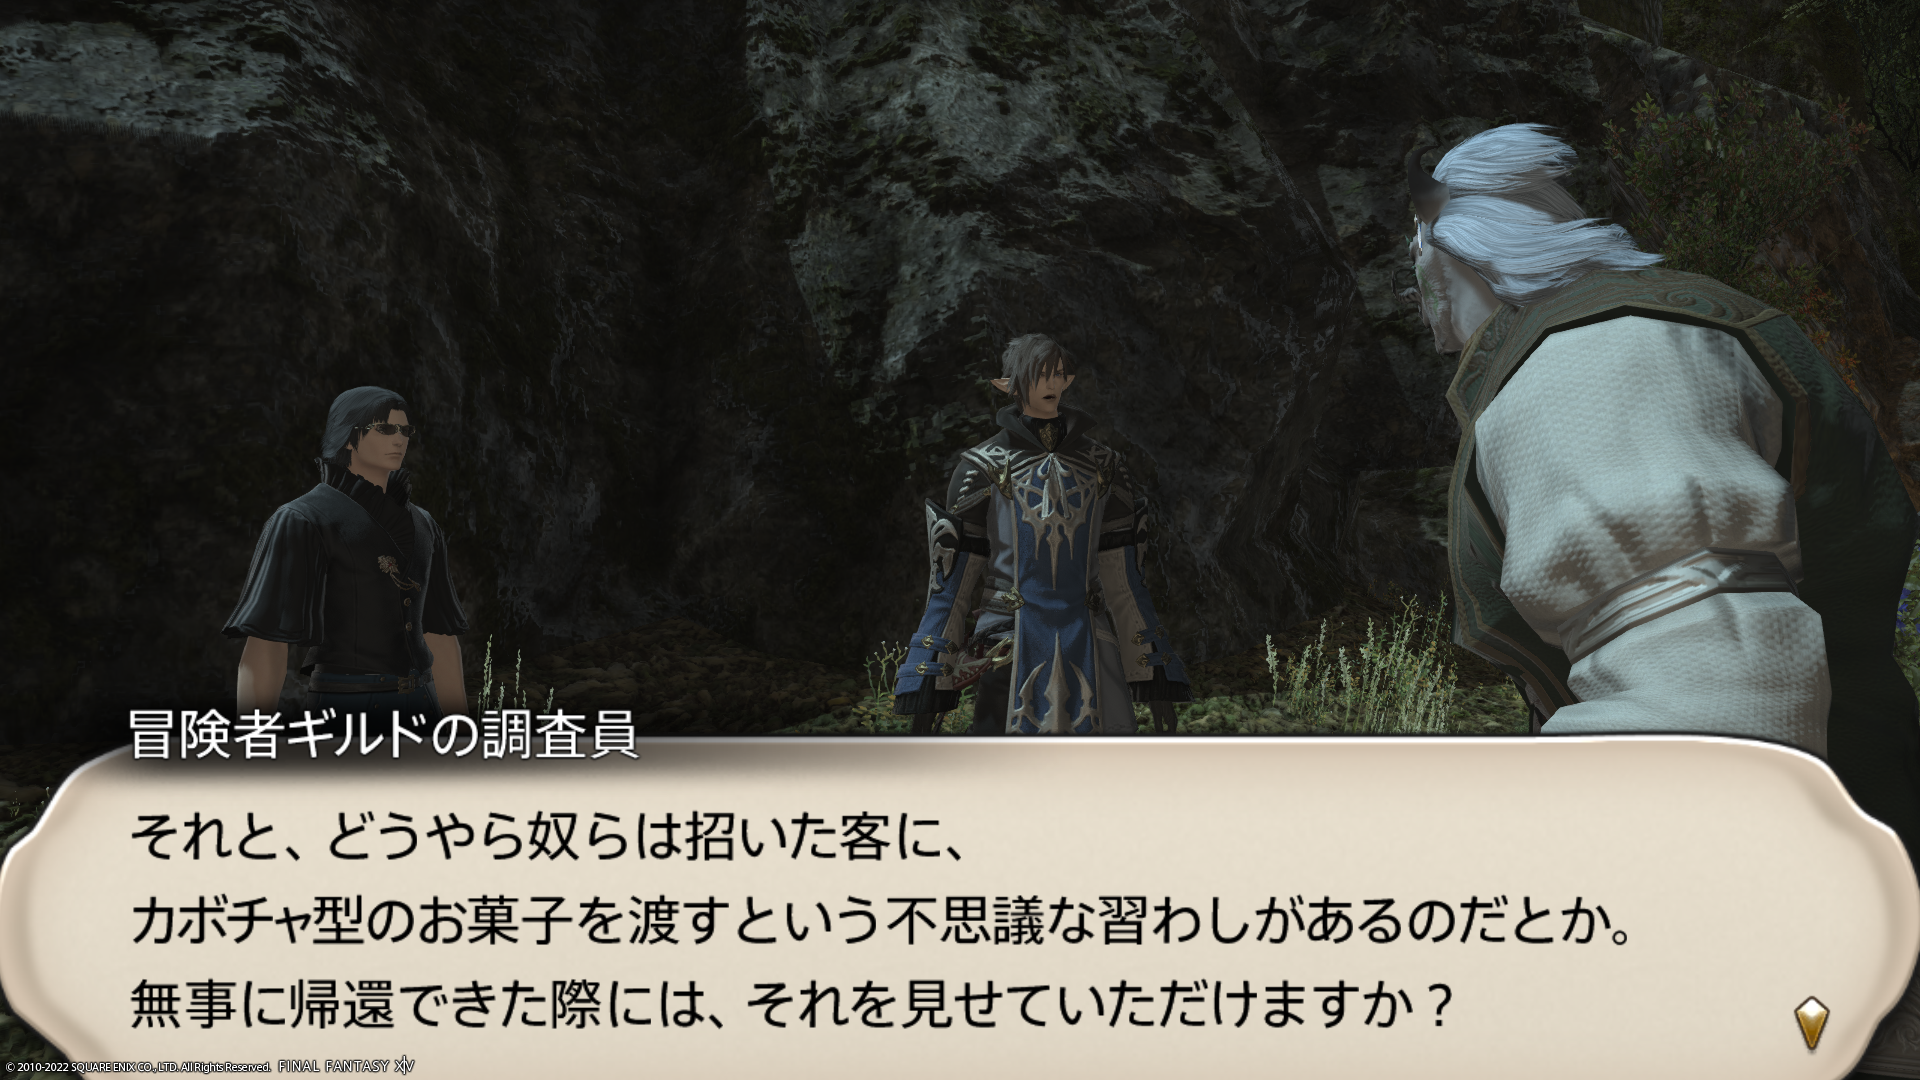 冒険者ギルドの調査員
それと、どうやら奴らは招いた客に、
カボチャ型のお菓子を渡すという不思議な習わしがあるのだとか。
無事に帰還できた際には、それを見せていただけますか？
© 2010-2022 SQUARE ENIX CO., LTD. All Rights Reserved. FINAL FANTASY XIV